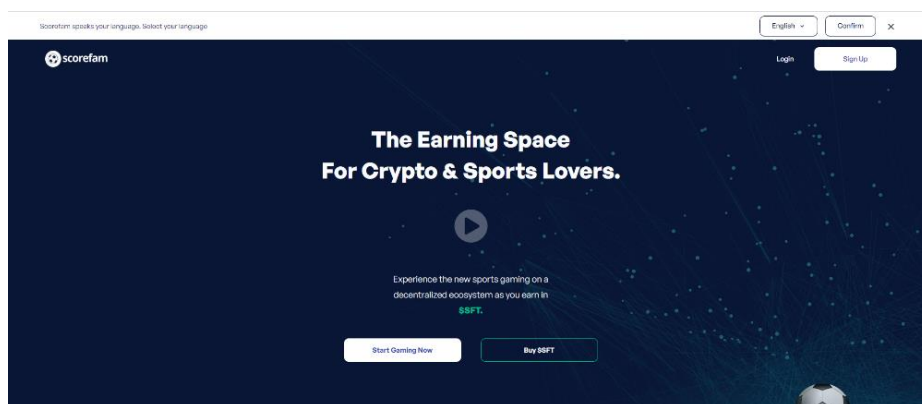 Scorefam speaks your language. Select your language
English
Confirm
scorefam
Login
Sign Up
The Earning Space
For Crypto & Sports Lovers.
Experience the new sports gaming on a
decentralized ecosystem as you earn in
$SFT.
Start Gaming Now
Buy $SFT